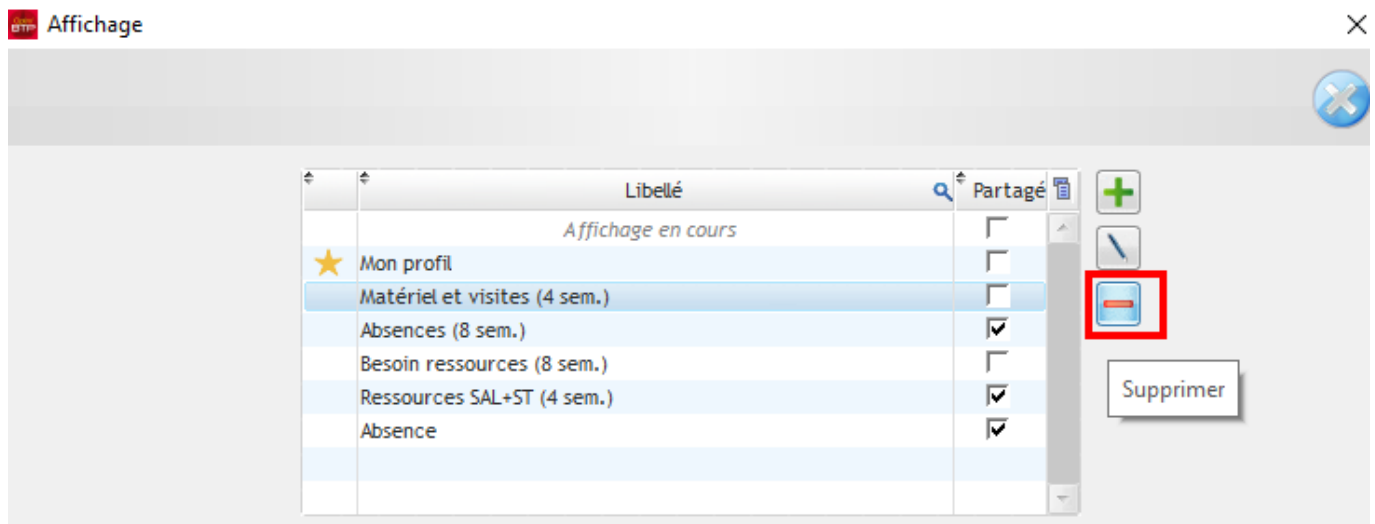 Affichage
Libellé Partagé
Affichage en cours
Mon profil
Matériel et visites (4 sem.)
Absences (8 sem.)
Besoin ressources (8 sem.)
Ressources SAL+ST (4 sem.)
Absence
Supprimer